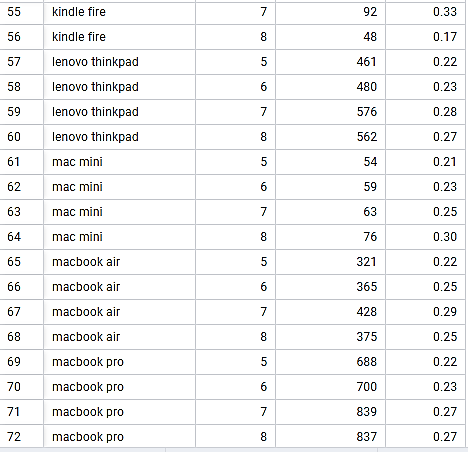 55 kindle fire 7 92 0.33
56 kindle fire 8 48 0.17
57 lenovo thinkpad 5 461 0.22
58 lenovo thinkpad 6 480 0.23
59 lenovo thinkpad 7 576 0.28
60 lenovo thinkpad 8 562 0.27
61 mac mini 5 54 0.21
62 mac mini 6 59 0.23
63 mac mini 7 63 0.25
64 mac mini 8 76 0.30
65 macbook air 5 321 0.22
66 macbook air 6 365 0.25
67 macbook air 7 428 0.29
68 macbook air 8 375 0.25
69 macbook pro 5 688 0.22
70 macbook pro 6 700 0.23
71 macbook pro 7 839 0.27
72 macbook pro 8 837 0.27